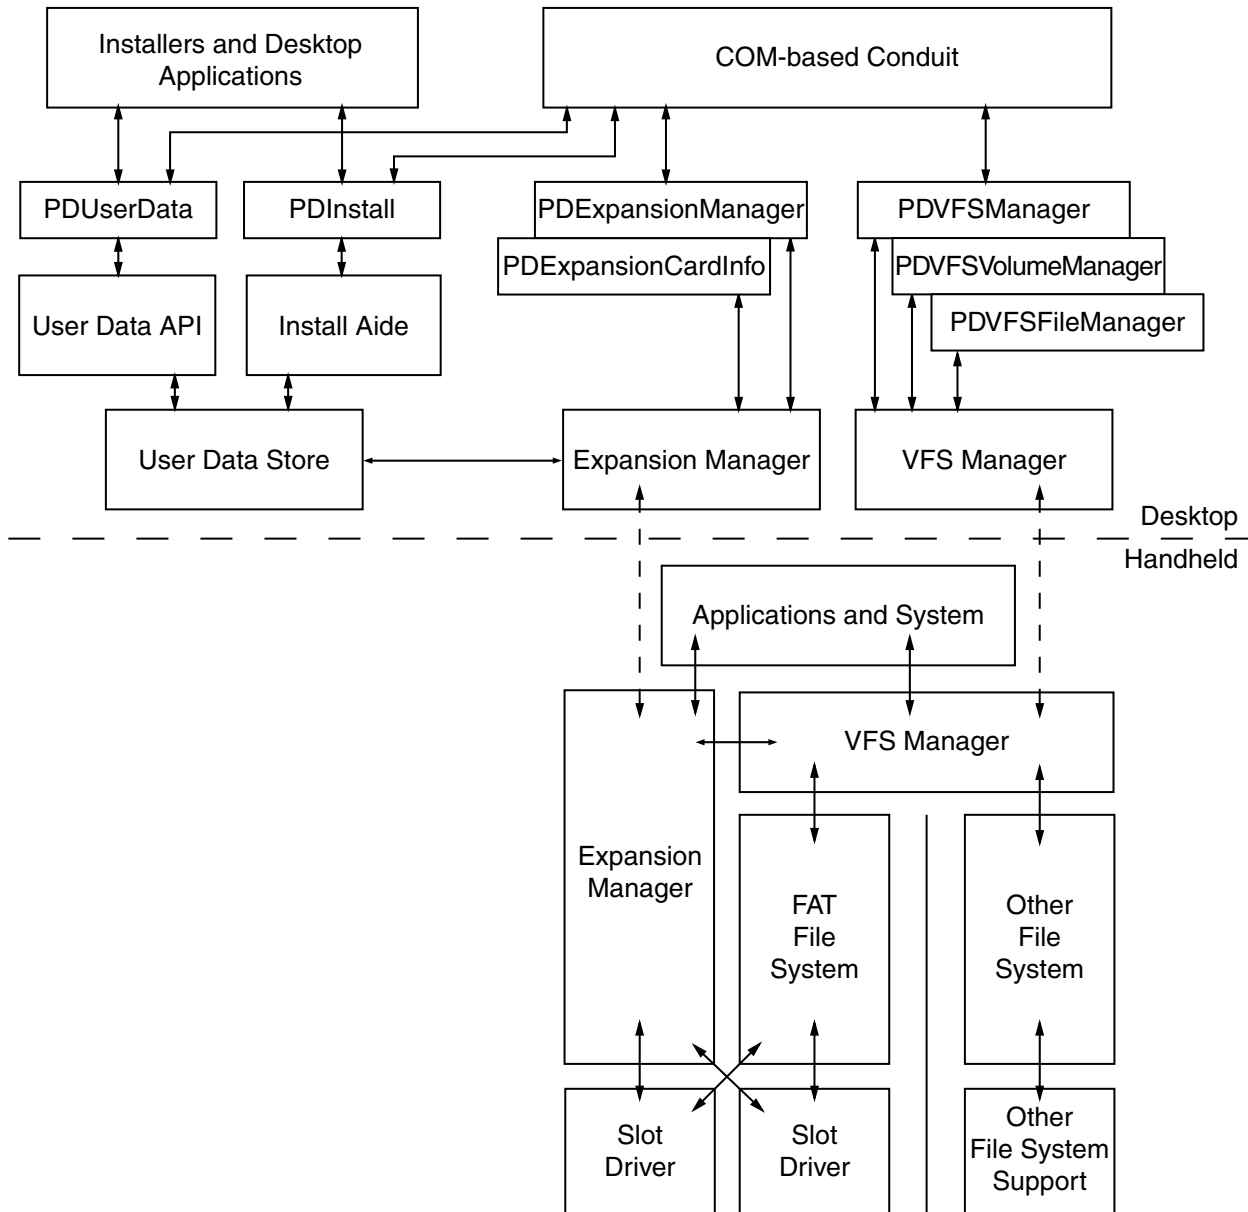 Installers and Desktop
Applications
COM-based Conduit
PDUserData
PDInstall
PDExpansionManager
PDVFSManager
PDExpansionCardInfo
PDVFSVolumeManager
PDVFSFileManager
User Data API
Install Aide
User Data Store
Expansion Manager
VFS Manager
Desktop
Handheld
Applications and System
VFS Manager
Expansion
Manager
FAT
File
System
Other
File
System
Slot
Driver
Slot
Driver
Other
File System
Support